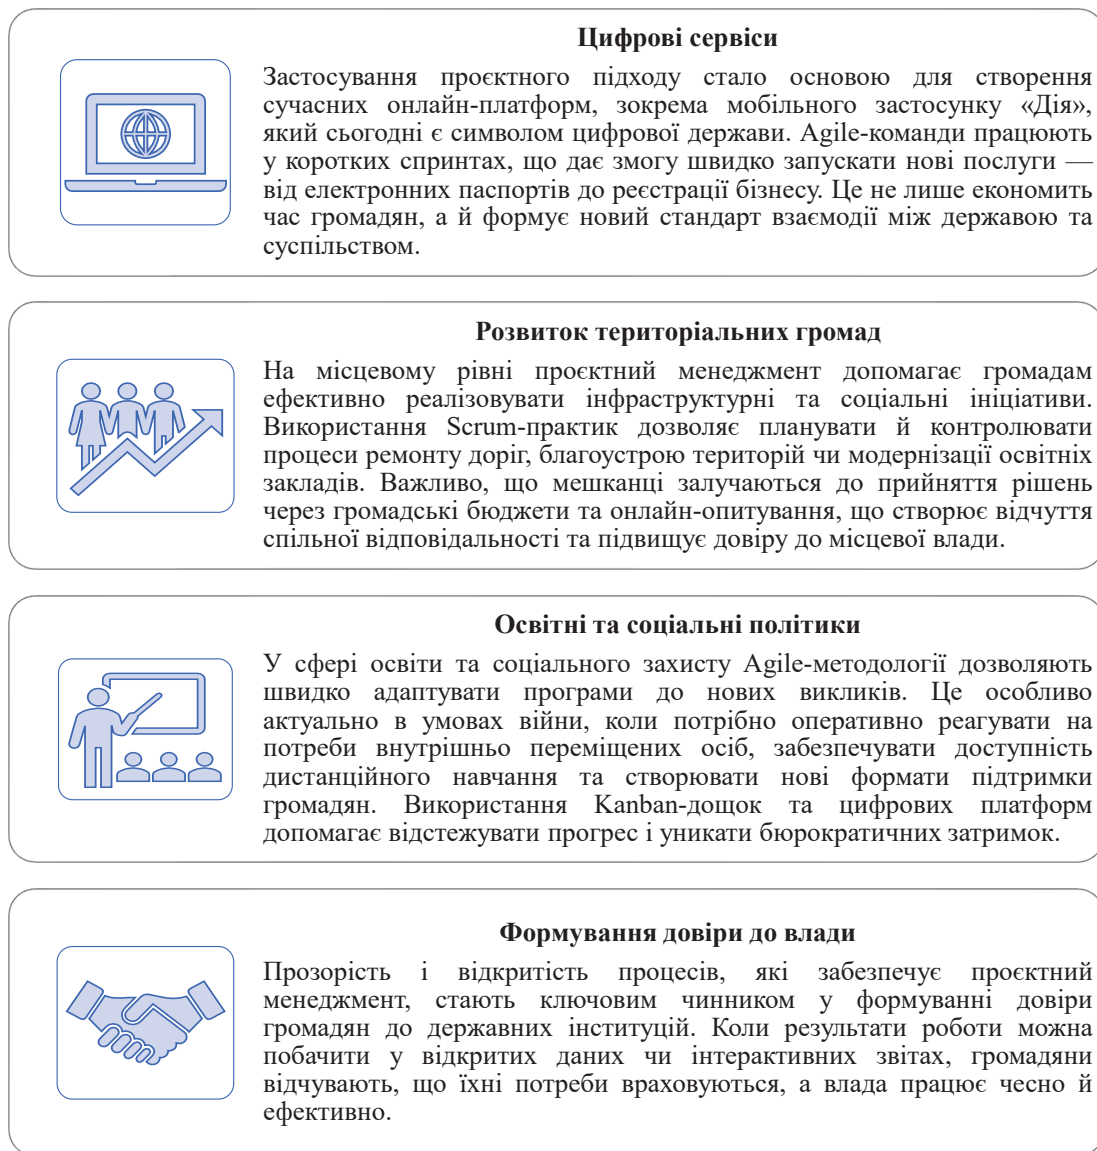 Цифрові сервіси
Застосування проєктного підходу стало основою для створення
сучасних онлайн-платформ, зокрема мобільного застосунку «Дія»,
який сьогодні є символом цифрової держави. Agile-команди працюють
у коротких спринтах, що дає змогу швидко запускати нові послуги —
від електронних паспортів до реєстрації бізнесу. Це не лише економить
час громадян, а й формує новий стандарт взаємодії між державою та
суспільством.
Розвиток територіальних громад
На місцевому рівні проєктний менеджмент допомагає громадам
ефективно реалізовувати інфраструктурні та соціальні ініціативи.
Використання Scrum-практик дозволяє планувати й контролювати
процеси ремонту доріг, благоустрою територій чи модернізації освітніх
закладів. Важливо, що мешканці залучаються до прийняття рішень
через громадські бюджети та онлайн-опитування, що створює відчуття
спільної відповідальності та підвищує довіру до місцевої влади.
Освітні та соціальні політики
У сфері освіти та соціального захисту Agile-методології дозволяють
швидко адаптувати програми до нових викликів. Це особливо
актуально в умовах війни, коли потрібно оперативно реагувати на
потреби внутрішньо переміщених осіб, забезпечувати доступність
дистанційного навчання та створювати нові формати підтримки
громадян. Використання Kanban-дощок та цифрових платформ
допомагає відстежувати прогрес і уникати бюрократичних затримок.
Формування довіри до влади
Прозорість і відкритість процесів, які забезпечує проєктний
менеджмент, стають ключовим чинником у формуванні довіри
громадян до державних інституцій. Коли результати роботи можна
побачити у відкритих даних чи інтерактивних звітах, громадяни
відчувають, що їхні потреби враховуються, а влада працює чесно й
ефективно.